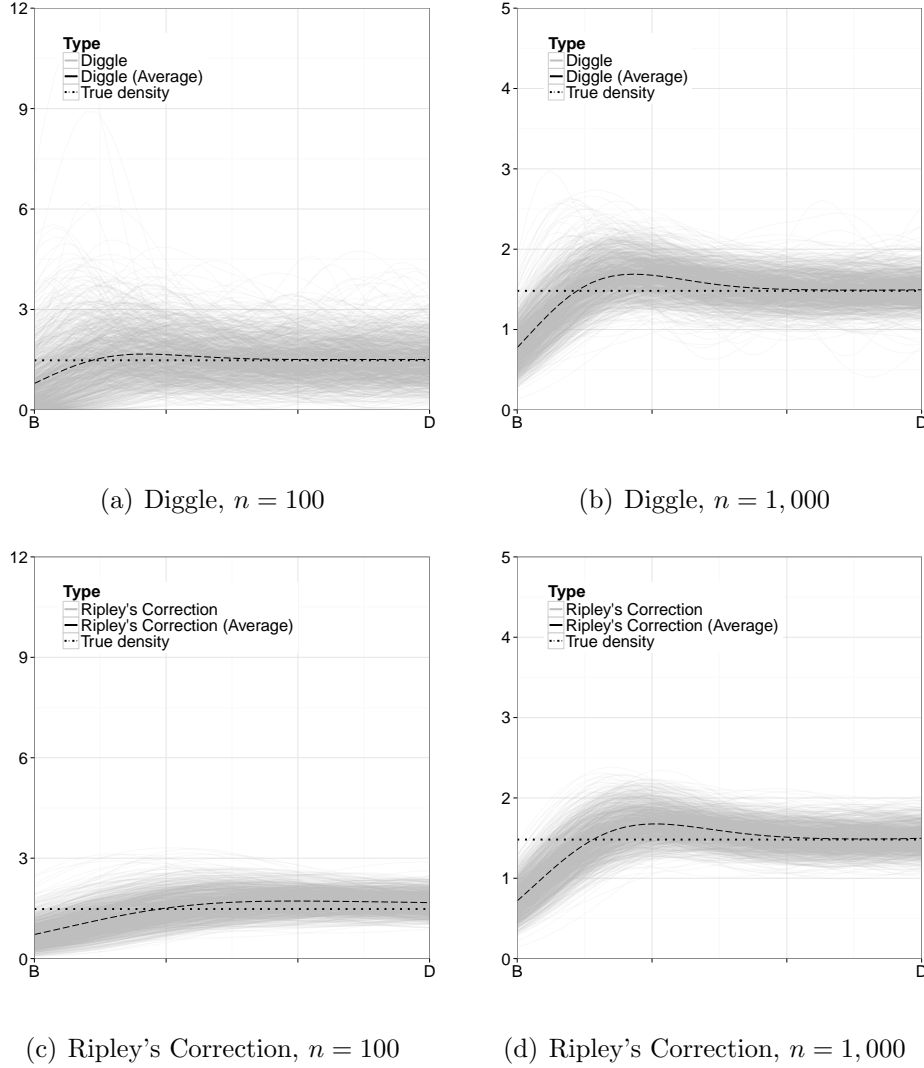 12
9
6
3
0
B
D
Type
Diggle
Diggle (Average)
True density
(a) Diggle, n = 100
5
4
3
2
1
0
B
D
Type
Diggle
Diggle (Average)
True density
(b) Diggle, n = 1, 000
12
9
6
3
0
B
D
Type
Ripley's Correction
Ripley's Correction (Average)
True density
(c) Ripley's Correction, n = 100
5
4
3
2
1
0
B
D
Type
Ripley's Correction
Ripley's Correction (Average)
True density
(d) Ripley's Correction, n = 1, 000